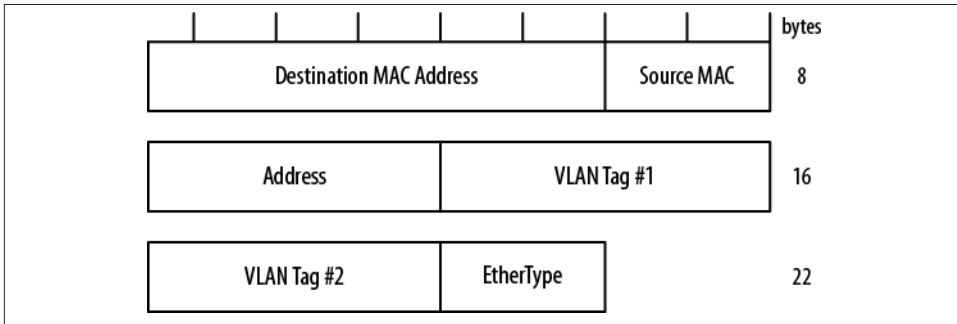 bytes
Destination MAC Address Source MAC 8
Address VLAN Tag #1 16
VLAN Tag #2 EtherType 22